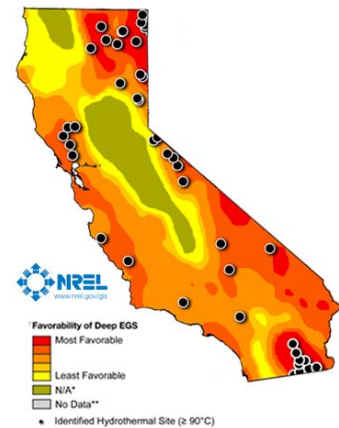 NREL
www.nrel.gov/gis
Favorability of Deep EGS
Most Favorable
Least Favorable
N/A*
No Data**
Identified Hydrothermal Site (≥ 90°C)